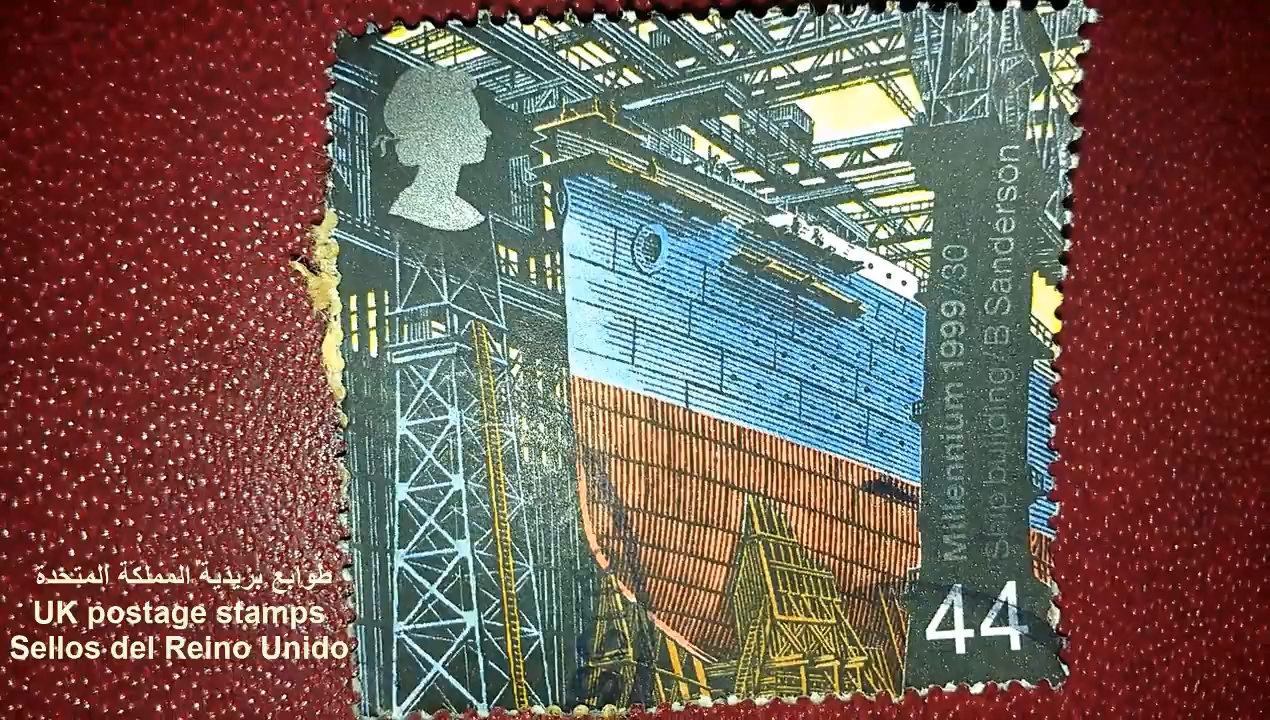 Millennium 1999/30
Ship building/B Sanderson
44
طوابع بريدية المملكة المتحدة
UK postage stamps
Sellos del Reino Unido